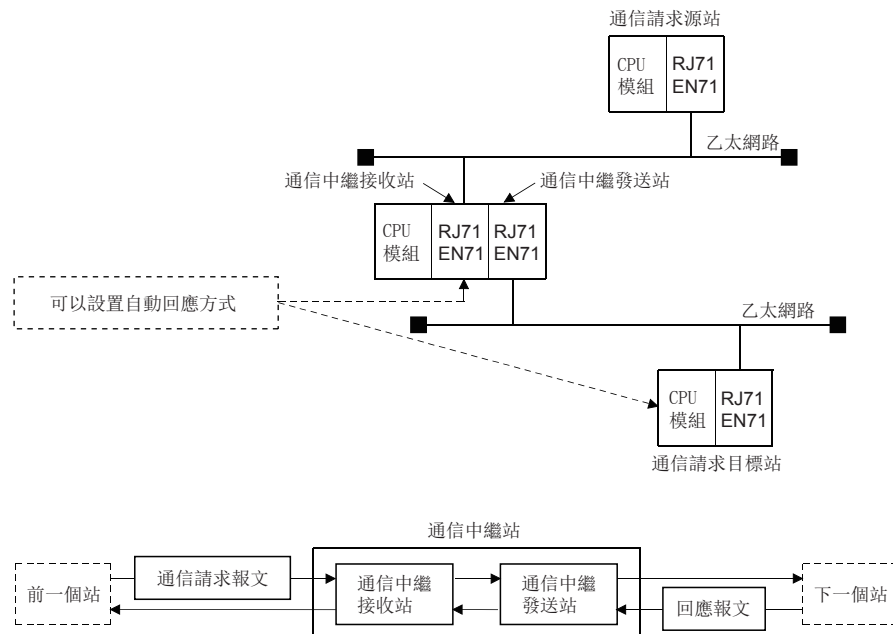 通信請求源站
CPU
模組
RJ71
EN71
乙太網路
通信中繼接收站
通信中繼發送站
CPU
模組
RJ71
EN71
RJ71
EN71
可以設置自動回應方式
乙太網路
CPU
模組
RJ71
EN71
通信請求目標站
通信中繼站
前一個站
通信請求報文
通信中繼
接收站
通信中繼
發送站
回應報文
下一個站